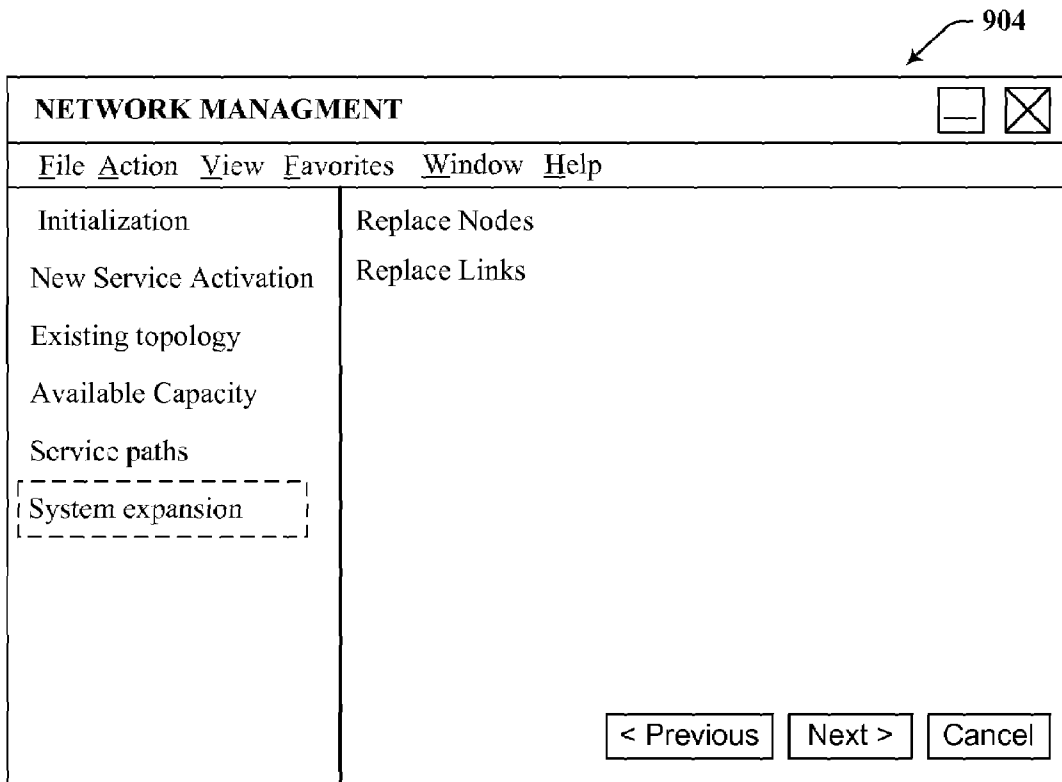 904
NETWORK MANAGMENT
File Action View Favorites Window Help
Initialization
New Service Activation
Existing topology
Available Capacity
Service paths
System expansion
Replace Nodes
Replace Links
< Previous
Next >
Cancel